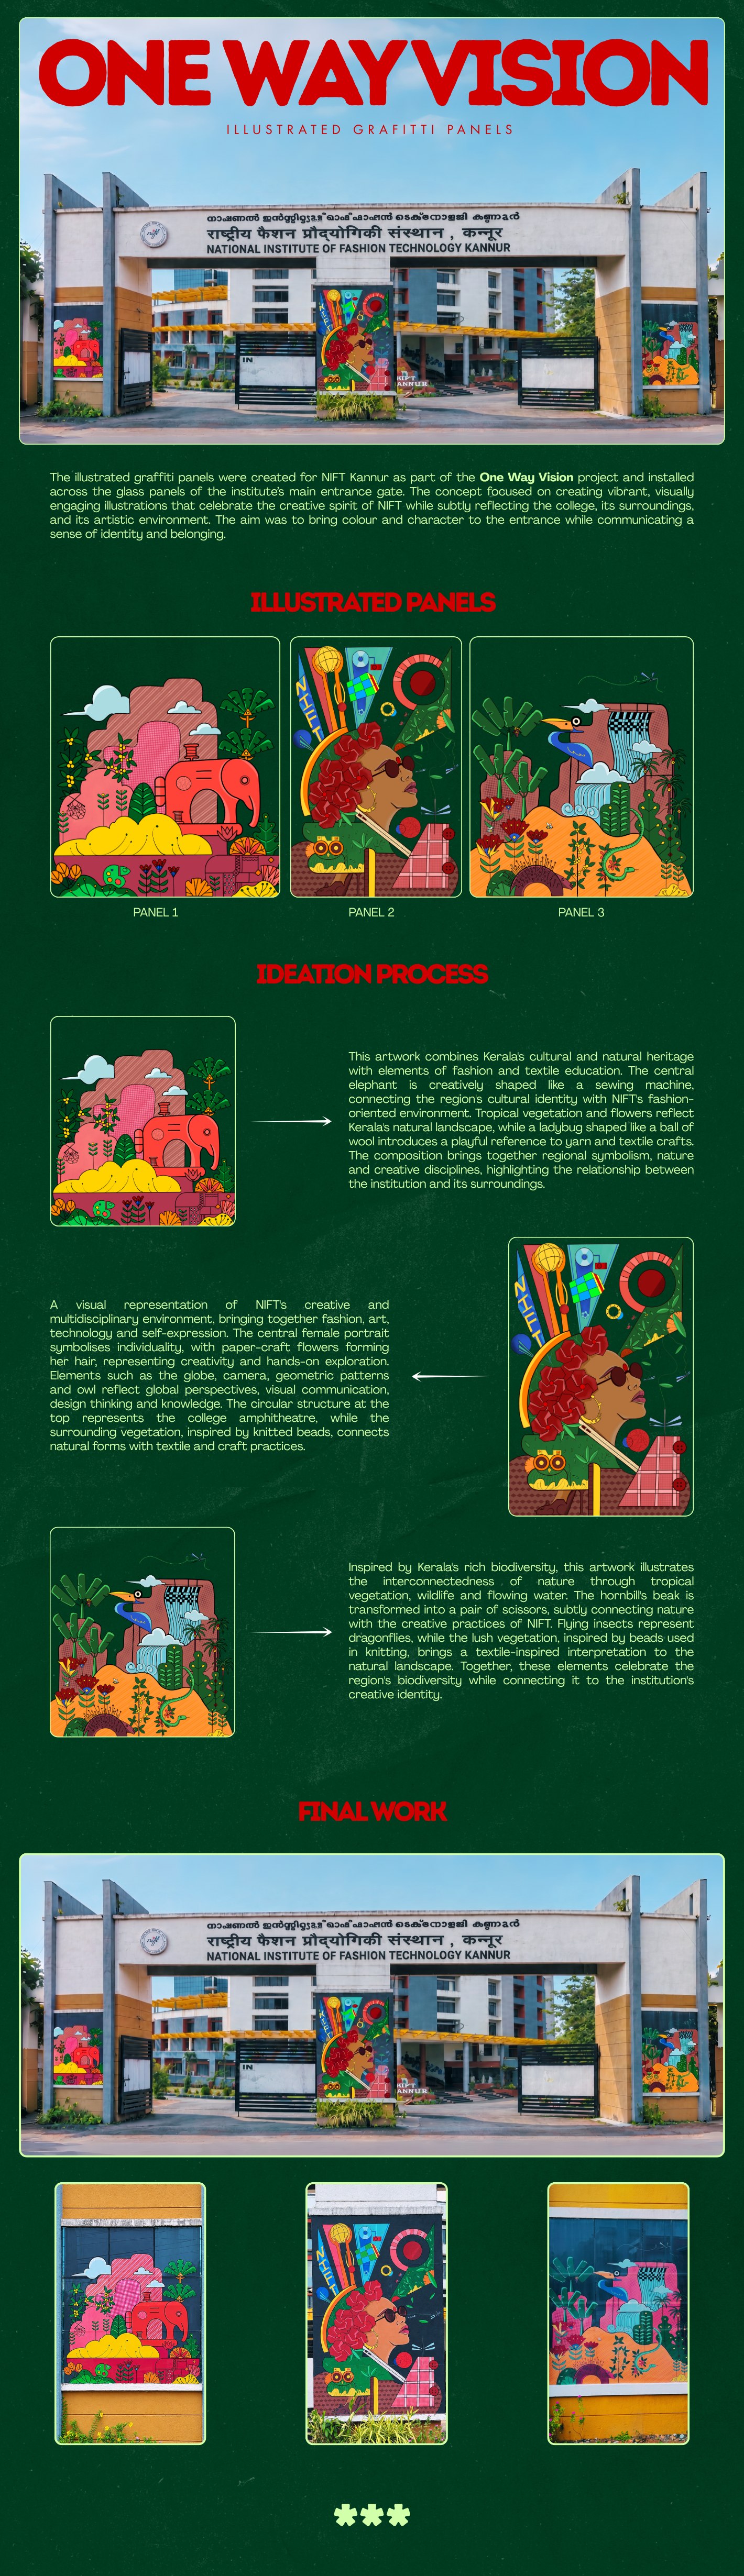 ONE WAY VISION
ILLUSTRATED GRAFITTI PANELS
राष्ट्रीय फैशन प्रौद्योगिकी संस्थान , कन्नूर
NATIONAL INSTITUTE OF FASHION TECHNOLOGY KANNUR
IN
The illustrated graffiti panels were created for NIFT Kannur as part of the One Way Vision project and installed
across the glass panels of the institute's main entrance gate. The concept focused on creating vibrant, visually
engaging illustrations that celebrate the creative spirit of NIFT while subtly reflecting the college, its surroundings,
and its artistic environment. The aim was to bring colour and character to the entrance while communicating a
sense of identity and belonging.
ILLUSTRATED PANELS
NIFT
PANEL 1
PANEL 2
PANEL 3
IDEATION PROCESS
This artwork combines Kerala's cultural and natural heritage
with elements of fashion and textile education. The central
elephant is creatively shaped like a sewing machine,
connecting the region's cultural identity with NIFT's fashion-
oriented environment. Tropical vegetation and flowers reflect
Kerala's natural landscape, while a ladybug shaped like a ball of
wool introduces a playful reference to yarn and textile crafts.
The composition brings together regional symbolism, nature
and creative disciplines, highlighting the relationship between
the institution and its surroundings.
A visual representation of NIFT's creative and
multidisciplinary environment, bringing together fashion, art,
technology and self-expression. The central female portrait
symbolises individuality, with paper-craft flowers forming
her hair, representing creativity and hands-on exploration.
Elements such as the globe, camera, geometric patterns
and owl reflect global perspectives, visual communication,
design thinking and knowledge. The circular structure at the
top represents the college amphitheatre, while the
surrounding vegetation, inspired by knitted beads, connects
natural forms with textile and craft practices.
NIFT
Inspired by Kerala's rich biodiversity, this artwork illustrates
the interconnectedness of nature through tropical
vegetation, wildlife and flowing water. The hornbill's beak is
transformed into a pair of scissors, subtly connecting nature
with the creative practices of NIFT. Flying insects represent
dragonflies, while the lush vegetation, inspired by beads used
in knitting, brings a textile-inspired interpretation to the
natural landscape. Together, these elements celebrate the
region's biodiversity while connecting it to the institution's
creative identity.
FINAL WORK
राष्ट्रीय फैशन प्रौद्योगिकी संस्थान , कन्नूर
NATIONAL INSTITUTE OF FASHION TECHNOLOGY KANNUR
IN
NIFT
***